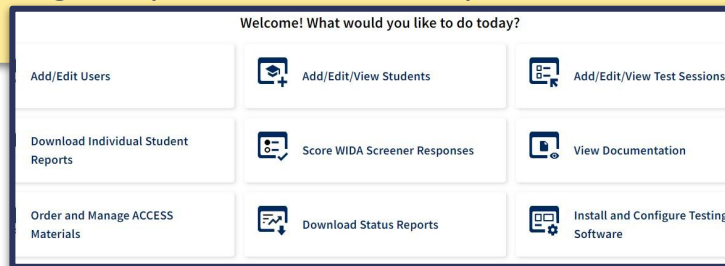 Welcome! What would you like to do today?
Add/Edit Users
Add/Edit/View Students
Add/Edit/View Test Sessions
Download Individual Student
Reports
Score WIDA Screener Responses
View Documentation
Order and Manage ACCESS
Materials
Download Status Reports
Install and Configure Testing
Software